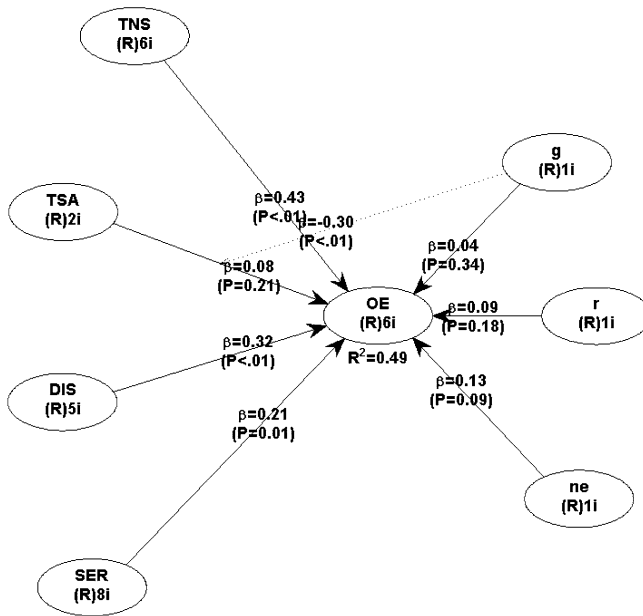 TNS
(R)6i
g
(R)1i
TSA
(R)2i
β=0.43
(P<.01)
β=-0.30
(P<.01)
β=0.04
(P=0.34)
β=0.08
(P=0.21)
OE
(R)6i
R²=0.49
β=0.09
(P=0.18)
r
(R)1i
β=0.32
(P<.01)
DIS
(R)5i
β=0.13
(P=0.09)
β=0.21
(P=0.01)
ne
(R)1i
SER
(R)8i